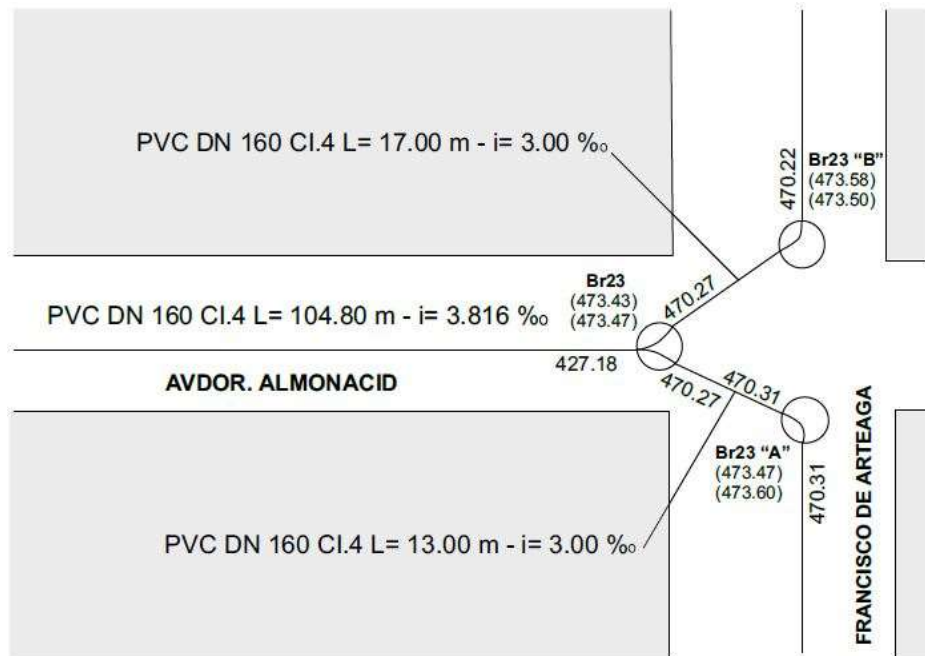 PVC DN 160 Cl.4 L= 17.00 m - i= 3.00 ‰
470.22
Br23 "B"
(473.58)
(473.50)
Br23
(473.43)
(473.47)
470.27
PVC DN 160 Cl.4 L= 104.80 m - i= 3.816 ‰
427.18
AVDOR. ALMONACID
470.27
470.31
Br23 "A"
(473.47)
(473.60)
470.31
FRANCISCO DE ARTEAGA
PVC DN 160 Cl.4 L= 13.00 m - i= 3.00 ‰